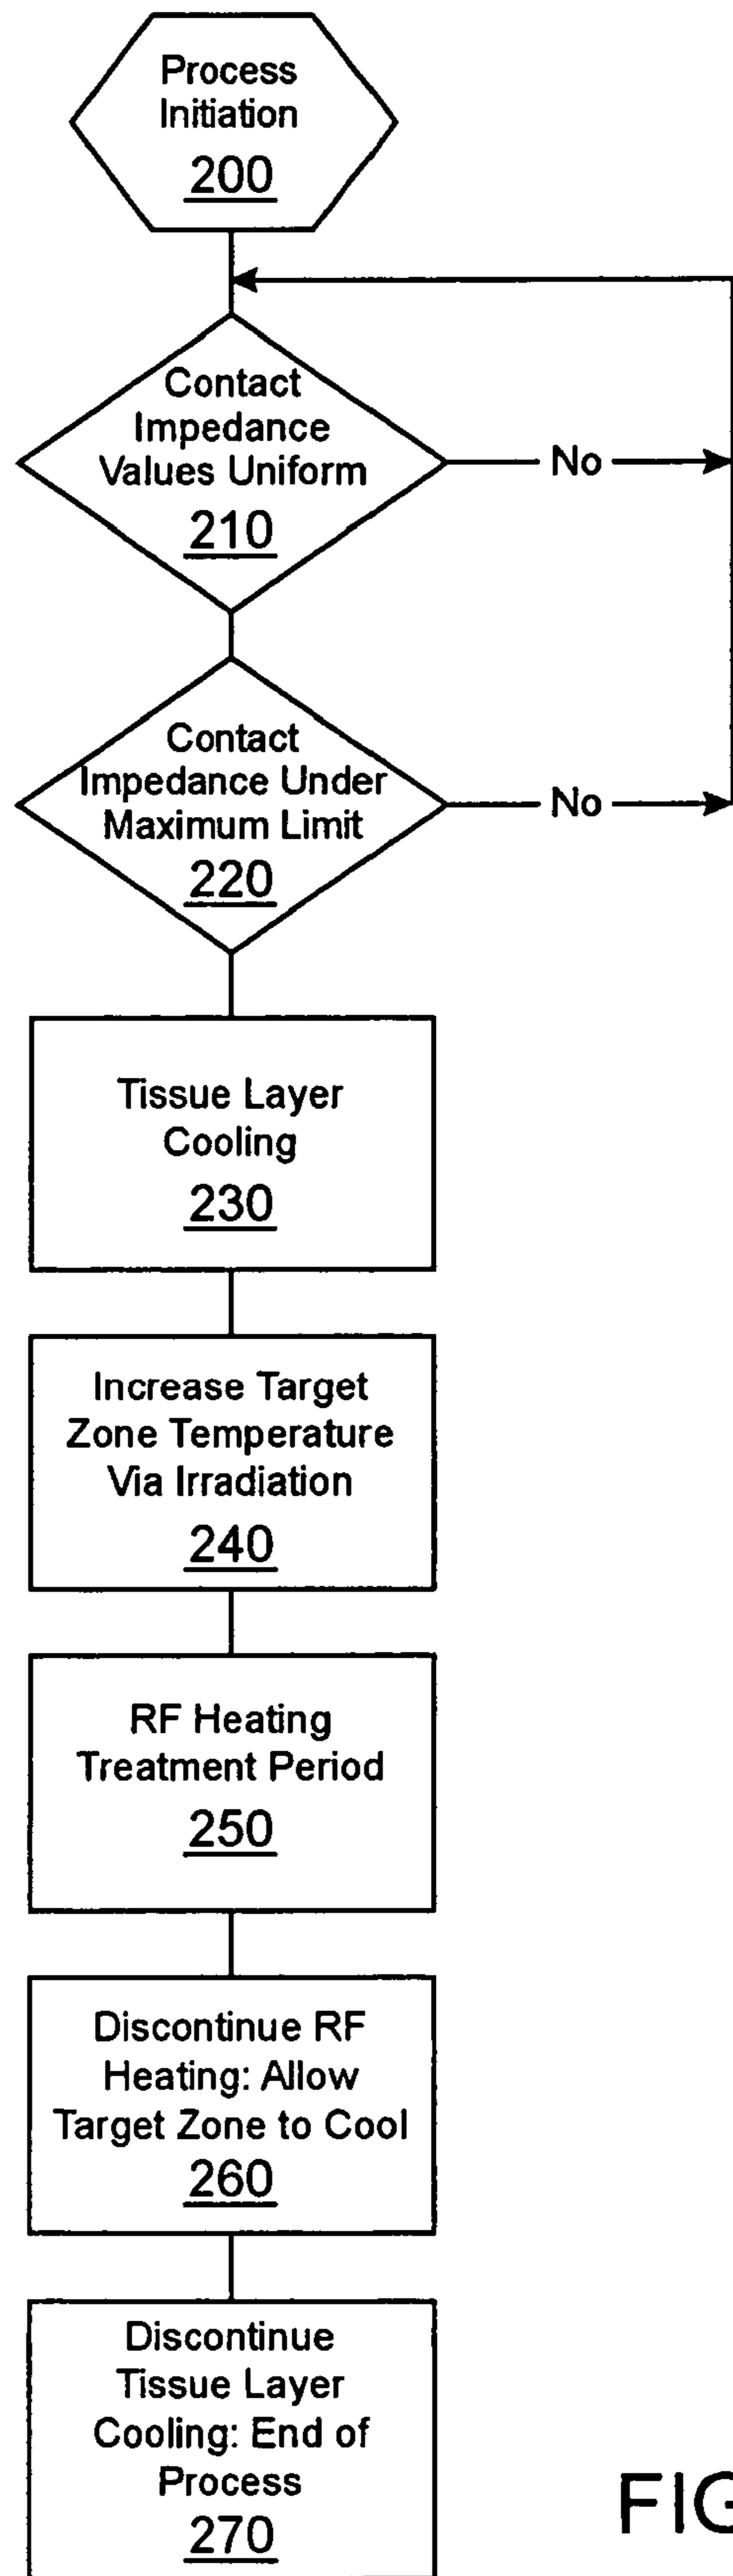 Process
Initiation
200
Contact
Impedance
Values Uniform
210
No
Contact
Impedance Under
Maximum Limit
220
No
Tissue Layer
Cooling
230
Increase Target
Zone Temperature
Via Irradiation
240
RF Heating
Treatment Period
250
Discontinue RF
Heating: Allow
Target Zone to Cool
260
Discontinue
Tissue Layer
Cooling: End of
Process
270
FIG